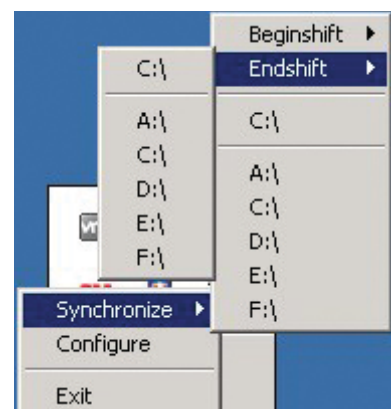 Beginshift
Endshift
C:\
A:\
C:\
D:\
E:\
F:\
C:\
A:\
C:\
D:\
E:\
F:\
Synchronize
Configure
Exit